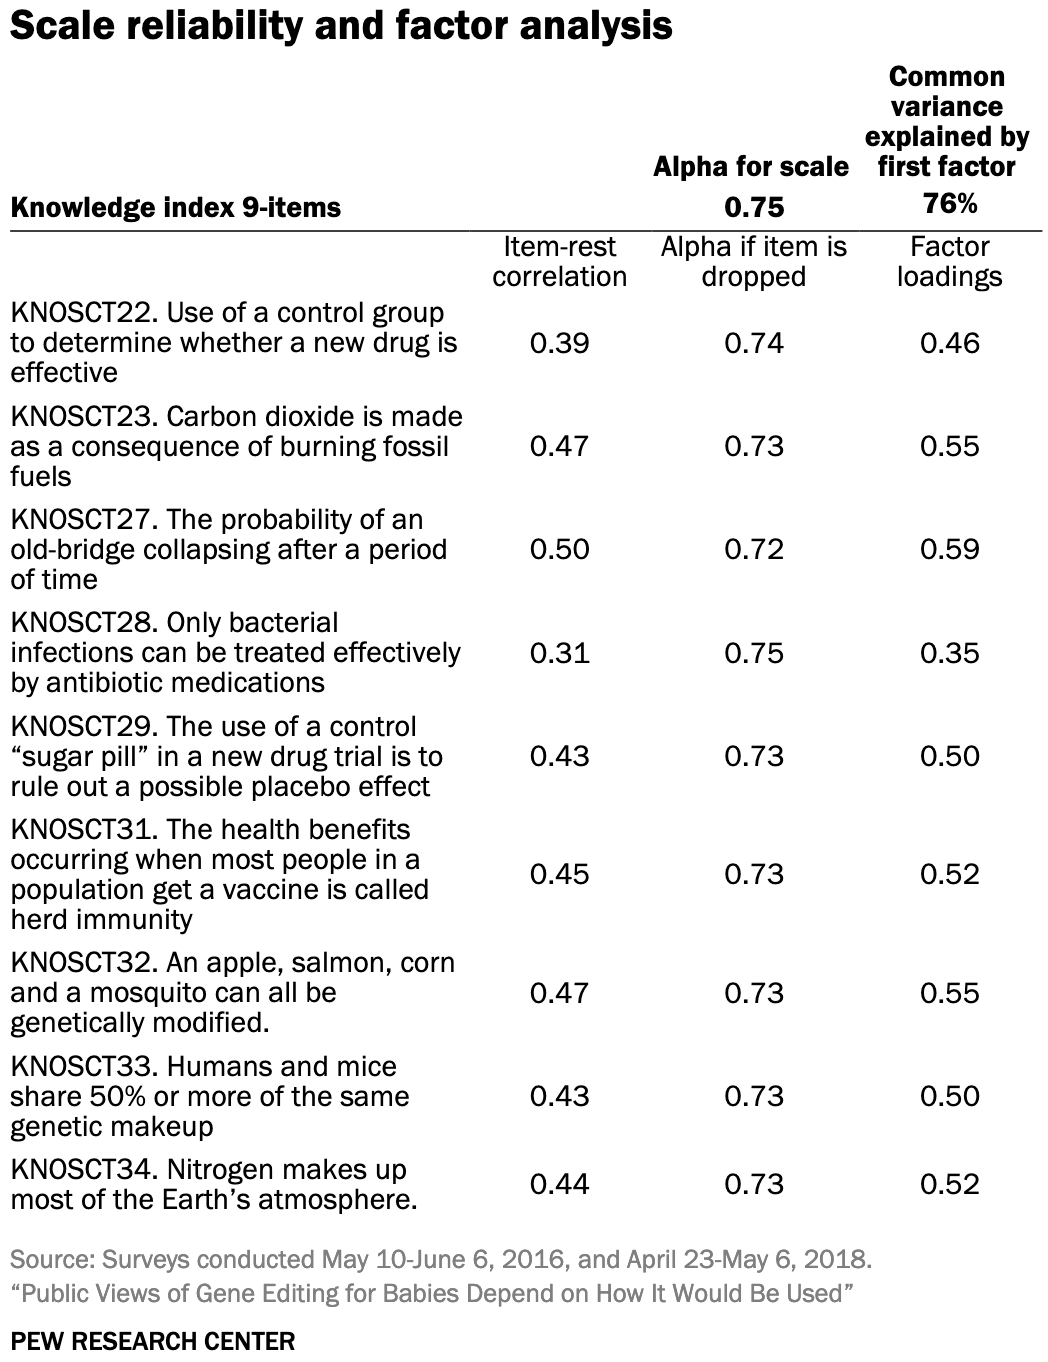 Scale reliability and factor analysis
Common
variance
explained by
Alpha for scale first factor
Knowledge index 9-items 0.75 76%
Item-rest Alpha if item is Factor
correlation dropped loadings
KNOSCT22. Use of a control group
to determine whether a new drug is 0.39 0.74 0.46
effective
KNOSCT23. Carbon dioxide is made
as a consequence of burning fossil 0.47 0.73 0.55
fuels
KNOSCT27. The probability of an
old-bridge collapsing after a period 0.50 0.72 0.59
of time
KNOSCT28. Only bacterial
infections can be treated effectively 0.31 0.75 0.35
by antibiotic medications
KNOSCT29. The use of a control
“sugar pill” in a new drug trial is to 0.43 0.73 0.50
rule out a possible placebo effect
KNOSCT31. The health benefits
occurring when most people in a 0.45 0.73 0.52
population get a vaccine is called
herd immunity
KNOSCT32. An apple, salmon, corn
and a mosquito can all be 0.47 0.73 0.55
genetically modified.
KNOSCT33. Humans and mice
share 50% or more of the same 0.43 0.73 0.50
genetic makeup
KNOSCT34. Nitrogen makes up 0.44 0.73 0.52
most of the Earth’s atmosphere.
Source: Surveys conducted May 10-June 6, 2016, and April 23-May 6, 2018.
“Public Views of Gene Editing for Babies Depend on How It Would Be Used”
PEW RESEARCH CENTER